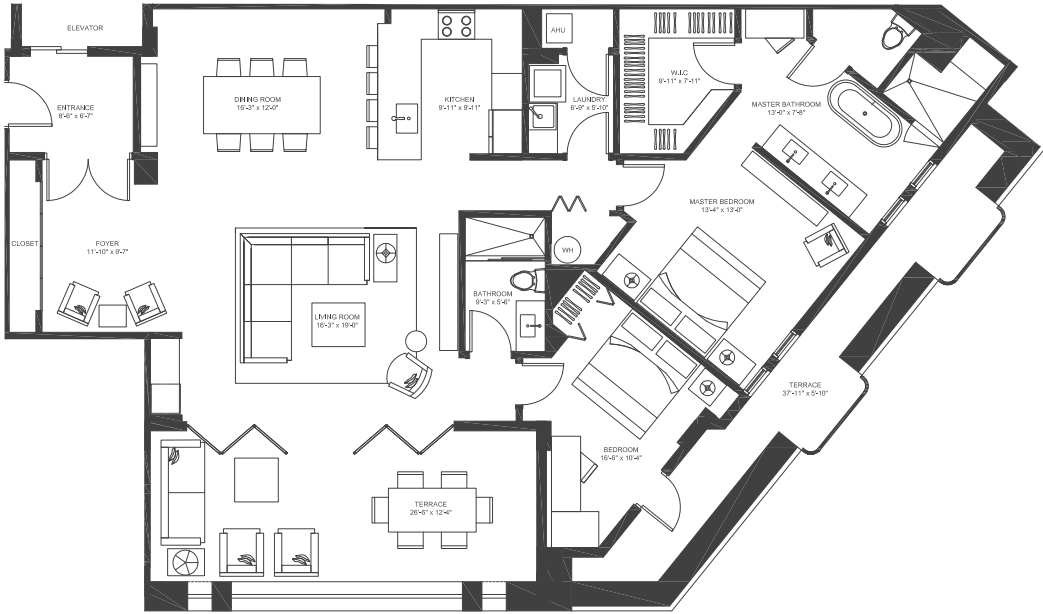 ELEVATOR
ENTRANCE
8'-6" x 6'-7"
CLOSET
FOYER
11'-10" x 9'-7"
DINING ROOM
16'-3" x 12'-0"
KITCHEN
9'-11" x 9'-11"
AHU
LAUNDRY
6'-9" x 5'-10"
W.I.C
9'-11" x 7'-11"
MASTER BATHROOM
13'-0" x 7'-8"
MASTER BEDROOM
13'-4" x 13'-0"
WH
BATHROOM
9'-3" x 5'-6"
LIVING ROOM
16'-3" x 19'-0"
TERRACE
37'-11" x 5'-10"
BEDROOM
16'-6" x 10'-4"
TERRACE
26'-6" x 12'-4"